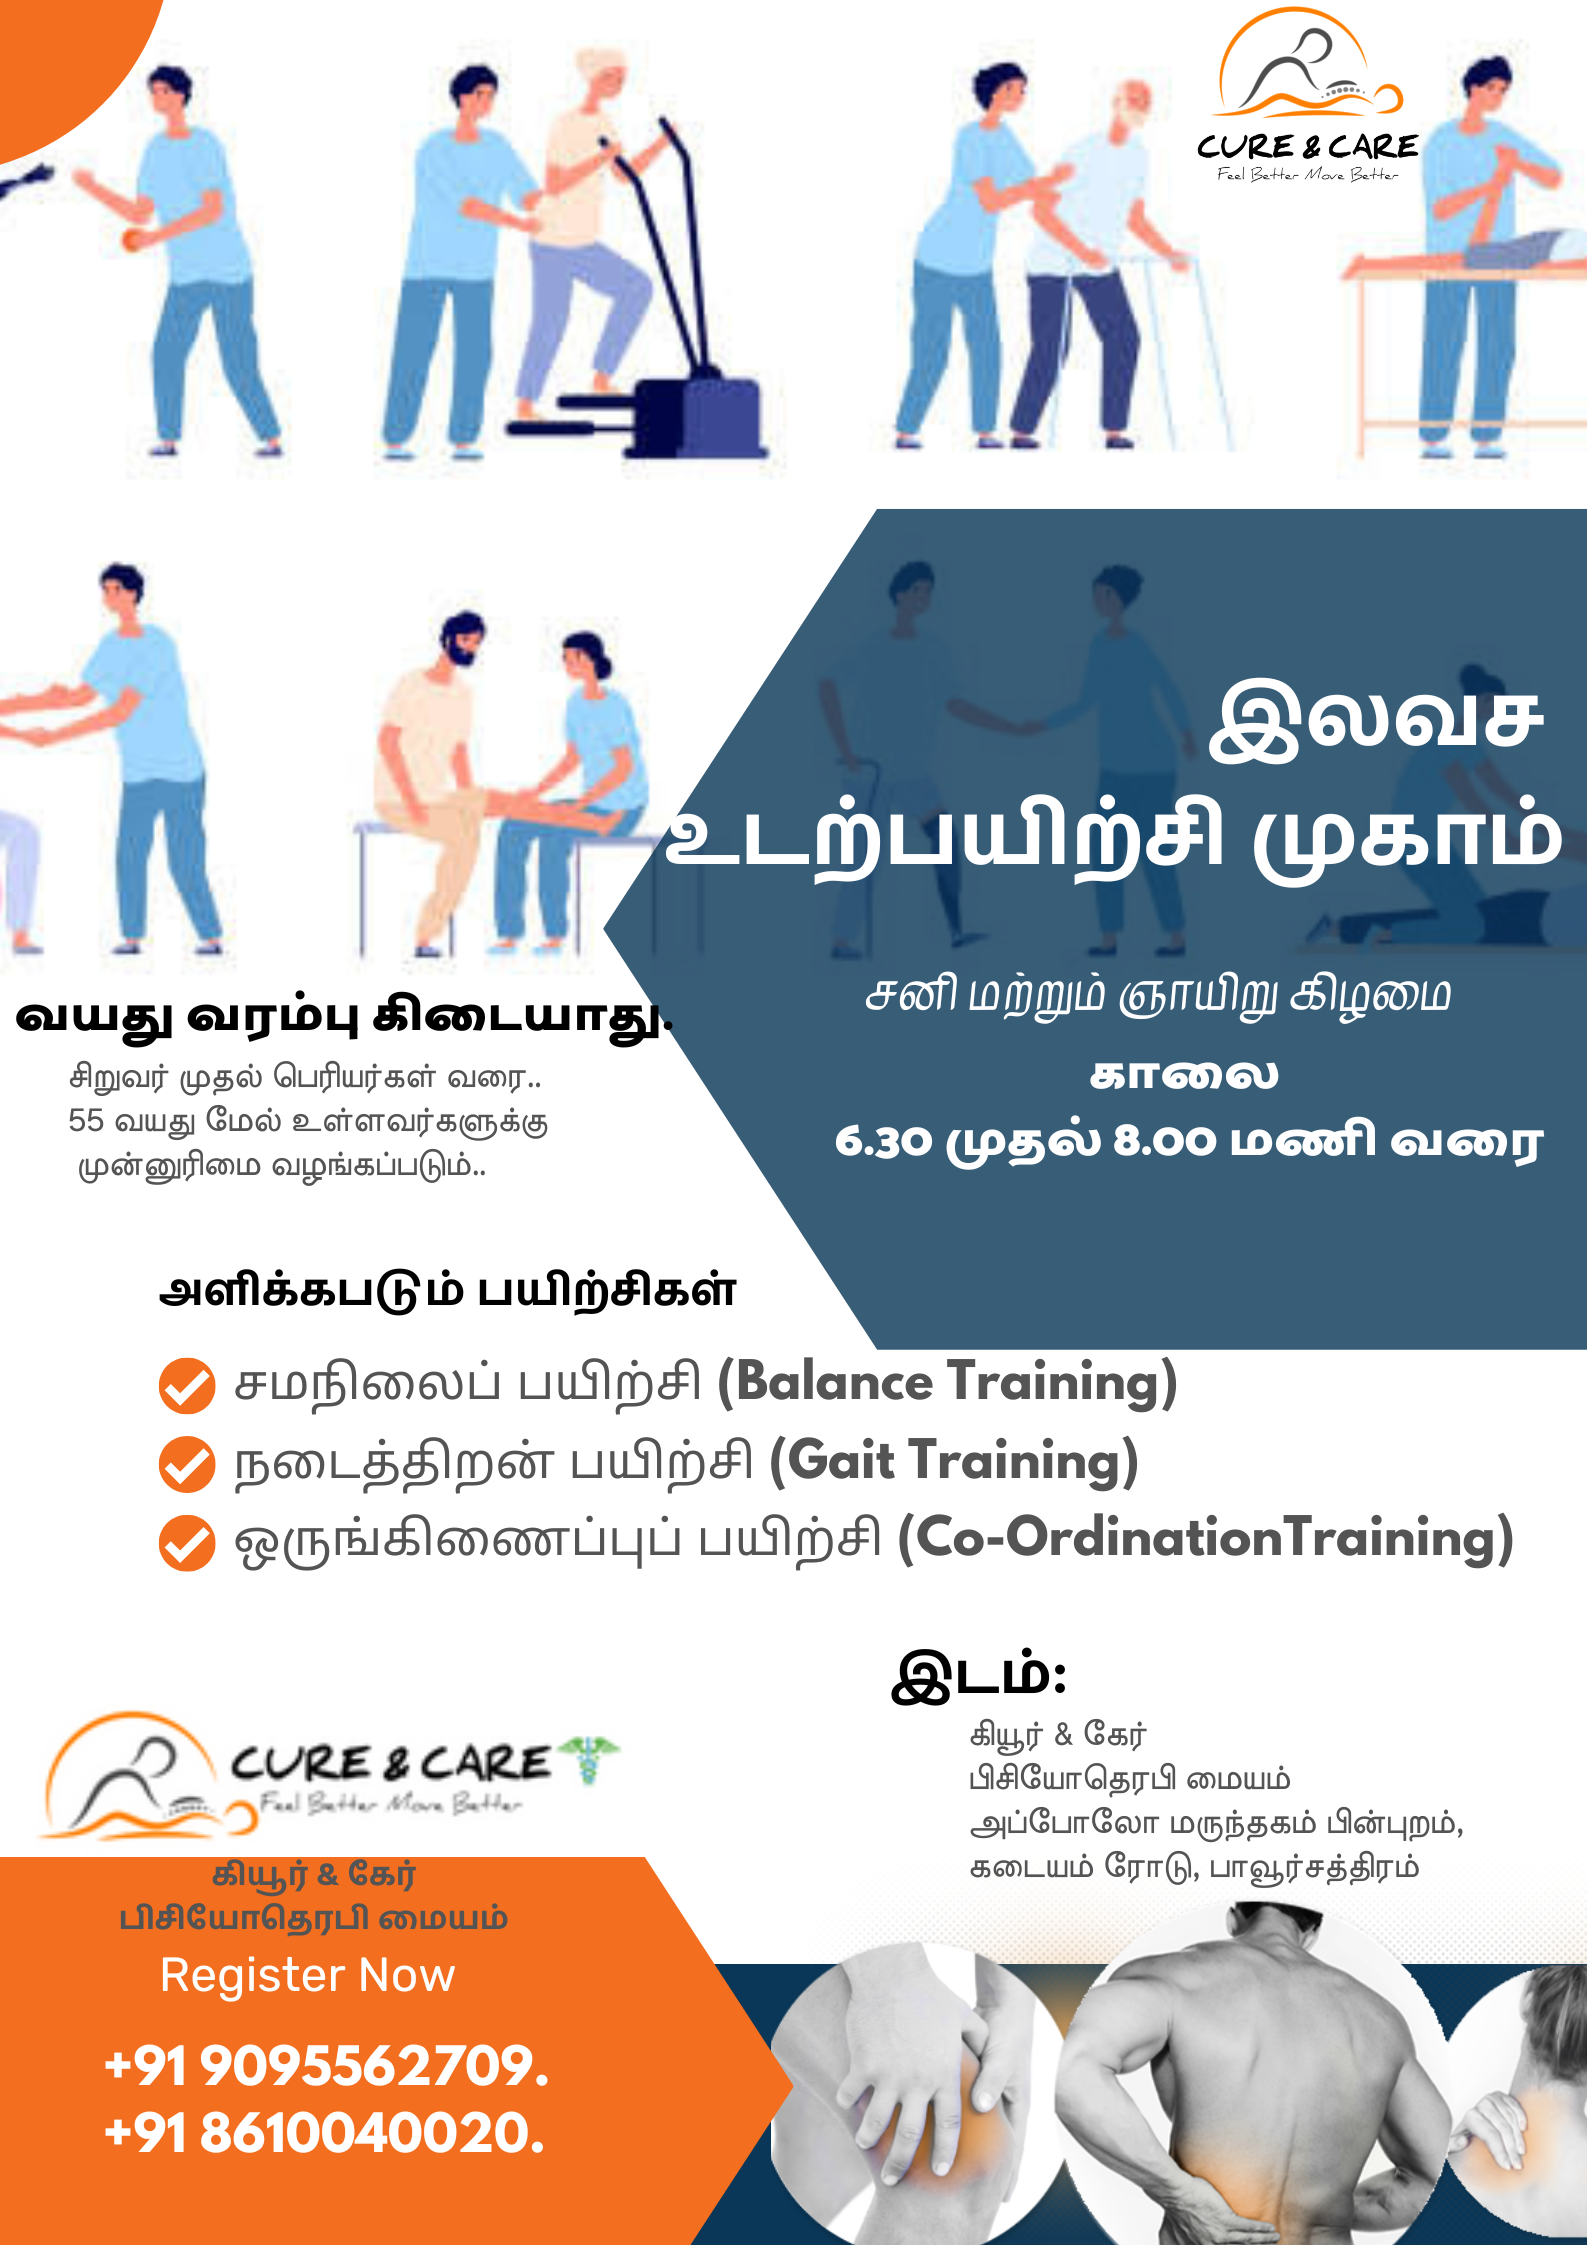 CURE & CARE
Feel Better Move Better
இலவச
உடற்பயிற்சி முகாம்
சனி மற்றும் ஞாயிறு கிழமை
காலை
6.30 முதல் 8.00 மணி வரை
வயது வரம்பு கிடையாது.
சிறுவர் முதல் பெரியர்கள் வரை..
55 வயது மேல் உள்ளவர்களுக்கு
முன்னுரிமை வழங்கப்படும்..
அளிக்கபடும் பயிற்சிகள்
சமநிலைப் பயிற்சி (Balance Training)
நடைத்திறன் பயிற்சி (Gait Training)
ஒருங்கிணைப்புப் பயிற்சி (Co-OrdinationTraining)
இடம்:
கியூர் & கேர்
பிசியோதெரபி மையம்
அப்போலோ மருந்தகம் பின்புறம்,
கடையம் ரோடு, பாவூர்சத்திரம்
CURE & CARE
Feel Better Move Better
கியூர் & கேர்
பிசியோதெரபி மையம்
Register Now
+91 9095562709.
+91 8610040020.